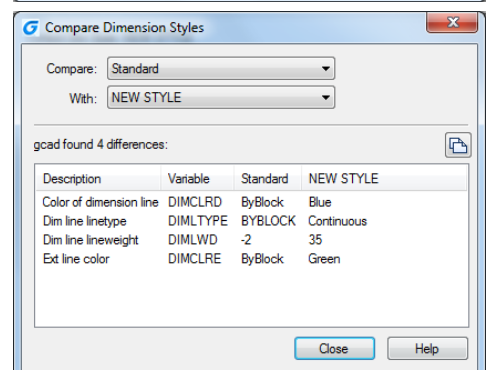 Compare Dimension Styles
Compare: Standard
With: NEW STYLE
gcad found 4 differences:
Description Variable Standard NEW STYLE
Color of dimension line DIMCLRD ByBlock Blue
Dim line linetype DIMLTYPE BYBLOCK Continuous
Dim line lineweight DIMLWD -2 35
Ext line color DIMCLRE ByBlock Green
Close Help